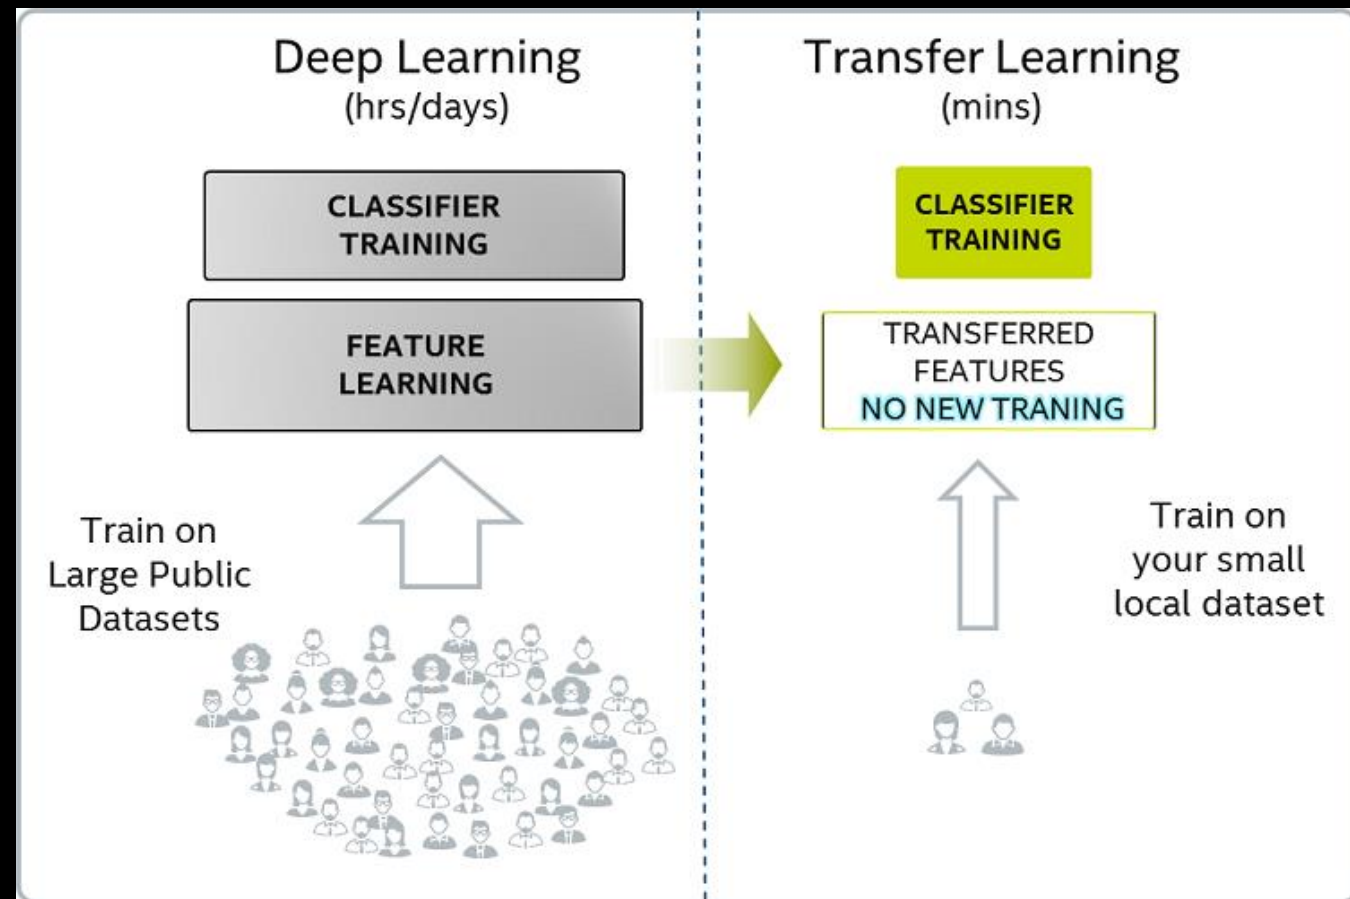 Deep Learning
(hrs/days)
CLASSIFIER
TRAINING
FEATURE
LEARNING
Train on
Large Public
Datasets
Transfer Learning
(mins)
CLASSIFIER
TRAINING
TRANSFERRED
FEATURES
NO NEW TRANING
Train on
your small
local dataset